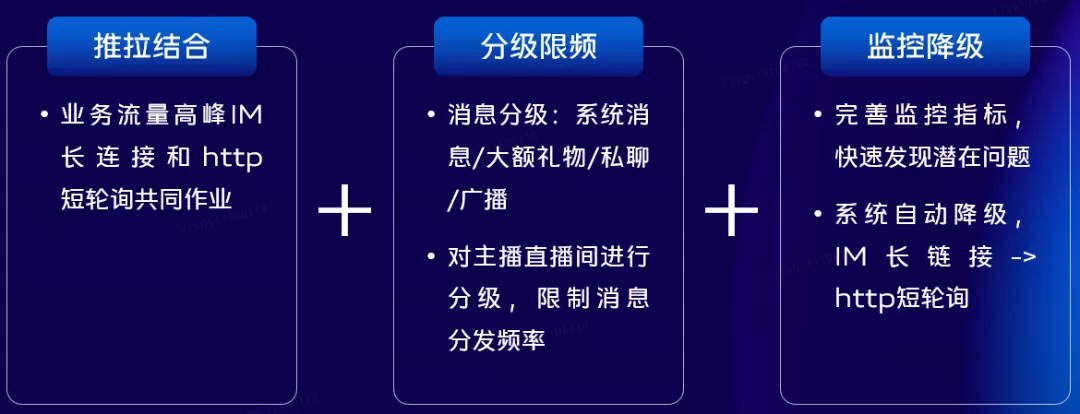 推拉结合
• 业务流量高峰IM
长连接和http
短轮询共同作业
+
分级限频
• 消息分级：系统消
息/大额礼物/私聊
/广播
• 对主播直播间进行
分级，限制消息
分发频率
+
监控降级
• 完善监控指标，
快速发现潜在问题
• 系统自动降级，
IM长链接->
http短轮询